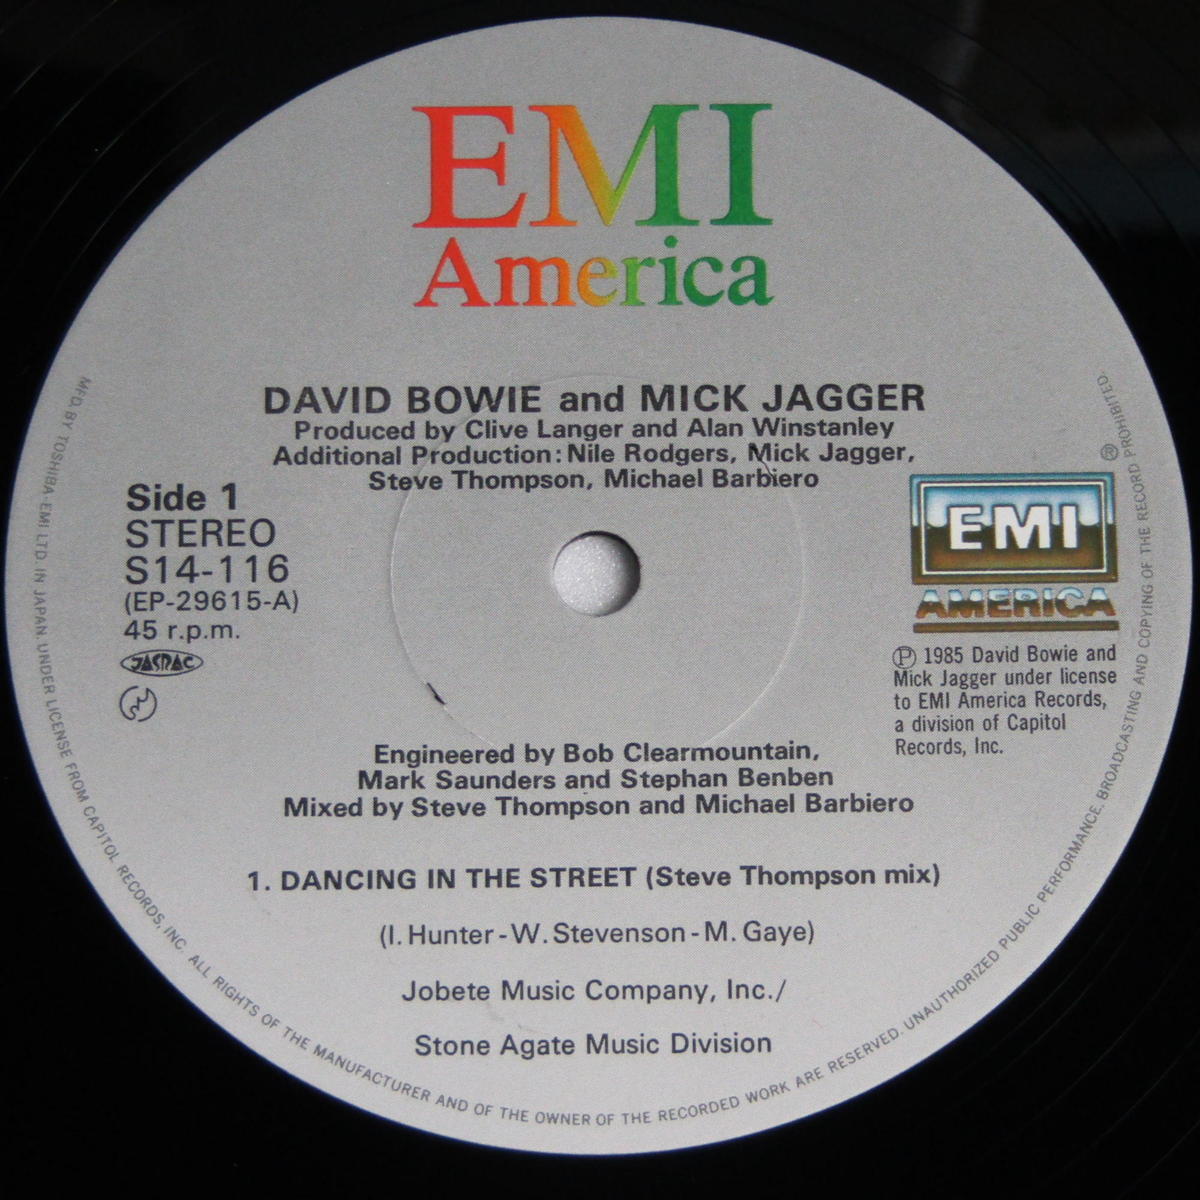 EMI
America
DAVID BOWIE and MICK JAGGER
Produced by Clive Langer and Alan Winstanley
Additional Production: Nile Rodgers, Mick Jagger,
Steve Thompson, Michael Barbiero
Side 1
STEREO
S14-116
(EP-29615-A)
45 r.p.m.
JASRAC
®
EMI
AMERICA
Ⓟ 1985 David Bowie and
Mick Jagger under license
to EMI America Records,
a division of Capitol
Records, Inc.
Engineered by Bob Clearmountain,
Mark Saunders and Stephan Benben
Mixed by Steve Thompson and Michael Barbiero
1. DANCING IN THE STREET (Steve Thompson mix)
(I. Hunter-W. Stevenson-M. Gaye)
Jobete Music Company, Inc./
Stone Agate Music Division
MFD. BY TOSHIBA-EMI LTD. IN JAPAN. UNDER LICENSE FROM CAPITOL RECORDS, INC. ALL RIGHTS OF THE MANUFACTURER AND OF THE OWNER OF THE RECORDED WORK ARE RESERVED. UNAUTHORIZED PUBLIC PERFORMANCE, BROADCASTING AND COPYING OF THE RECORD PROHIBITED.